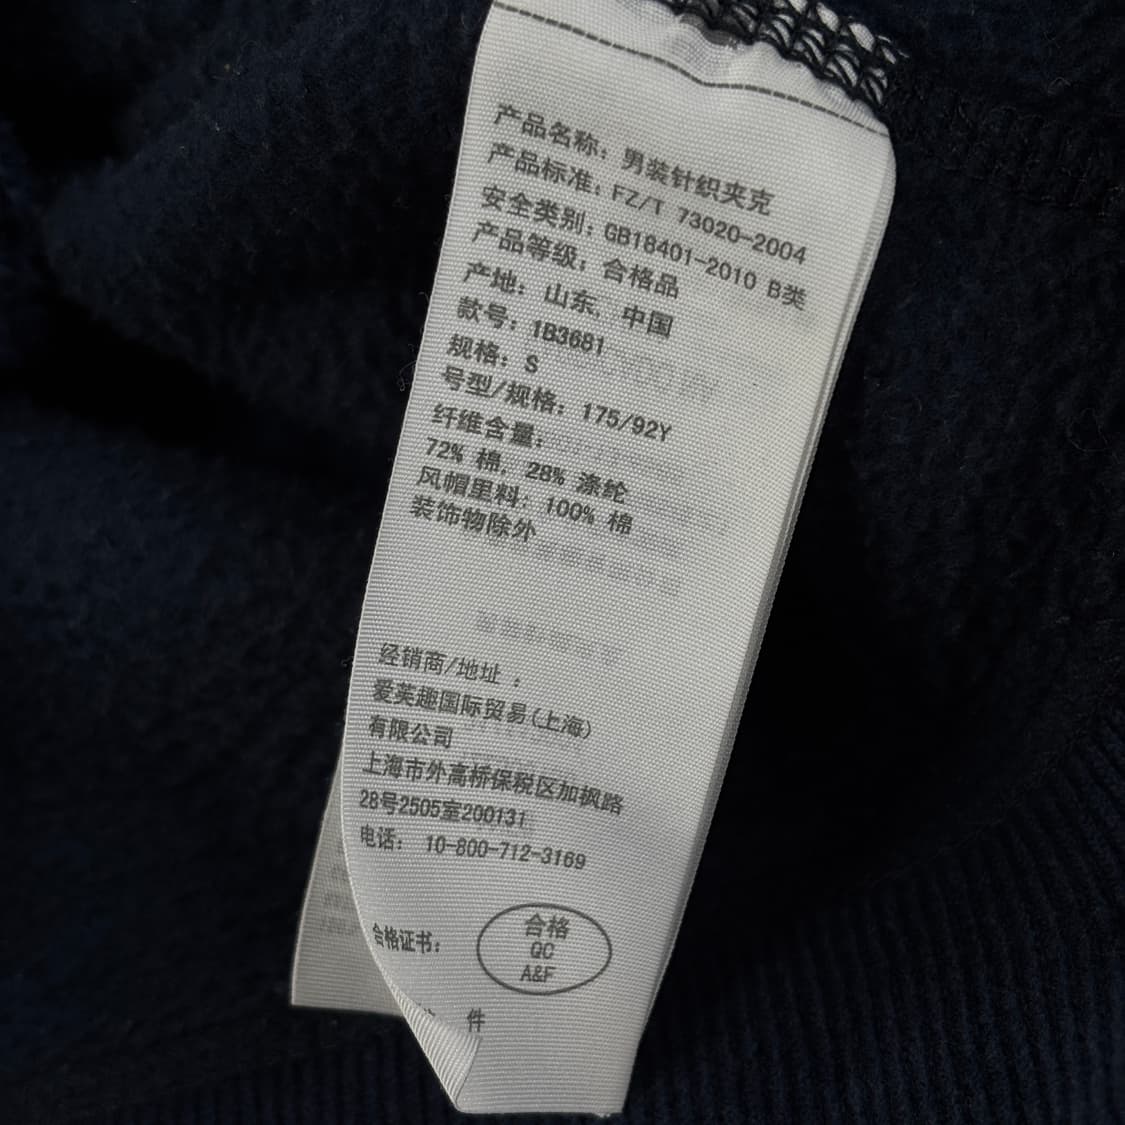 产品名称：男装针织夹克
产品标准：FZ/T 73020-2004
安全类别：GB18401-2010 B类
产品等级：合格品
产地：山东，中国
款号：1B3681
规格：S
号型/规格：175/92Y
纤维含量：
72% 棉，28% 涤纶
风帽里料：100% 棉
装饰物除外
经销商/地址 ：
爱芙趣国际贸易(上海)
有限公司
上海市外高桥保税区加枫路
28号2505室200131
电话： 10-800-712-3169
合格证书：
合格
QC
A&F
件